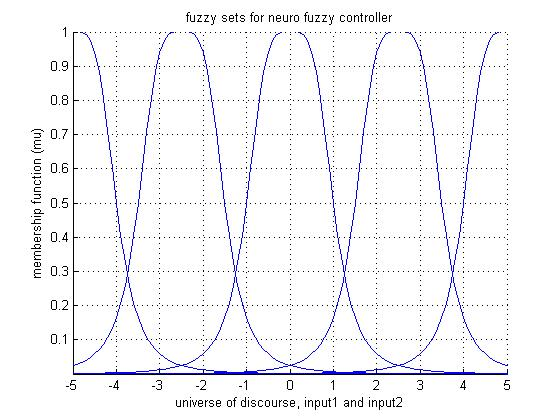 fuzzy sets for neuro fuzzy controller
1
0.9
0.8
0.7
0.6
0.5
0.4
0.3
0.2
0.1
membership function (mu)
-5 -4 -3 -2 -1 0 1 2 3 4 5
universe of discourse, input1 and input2